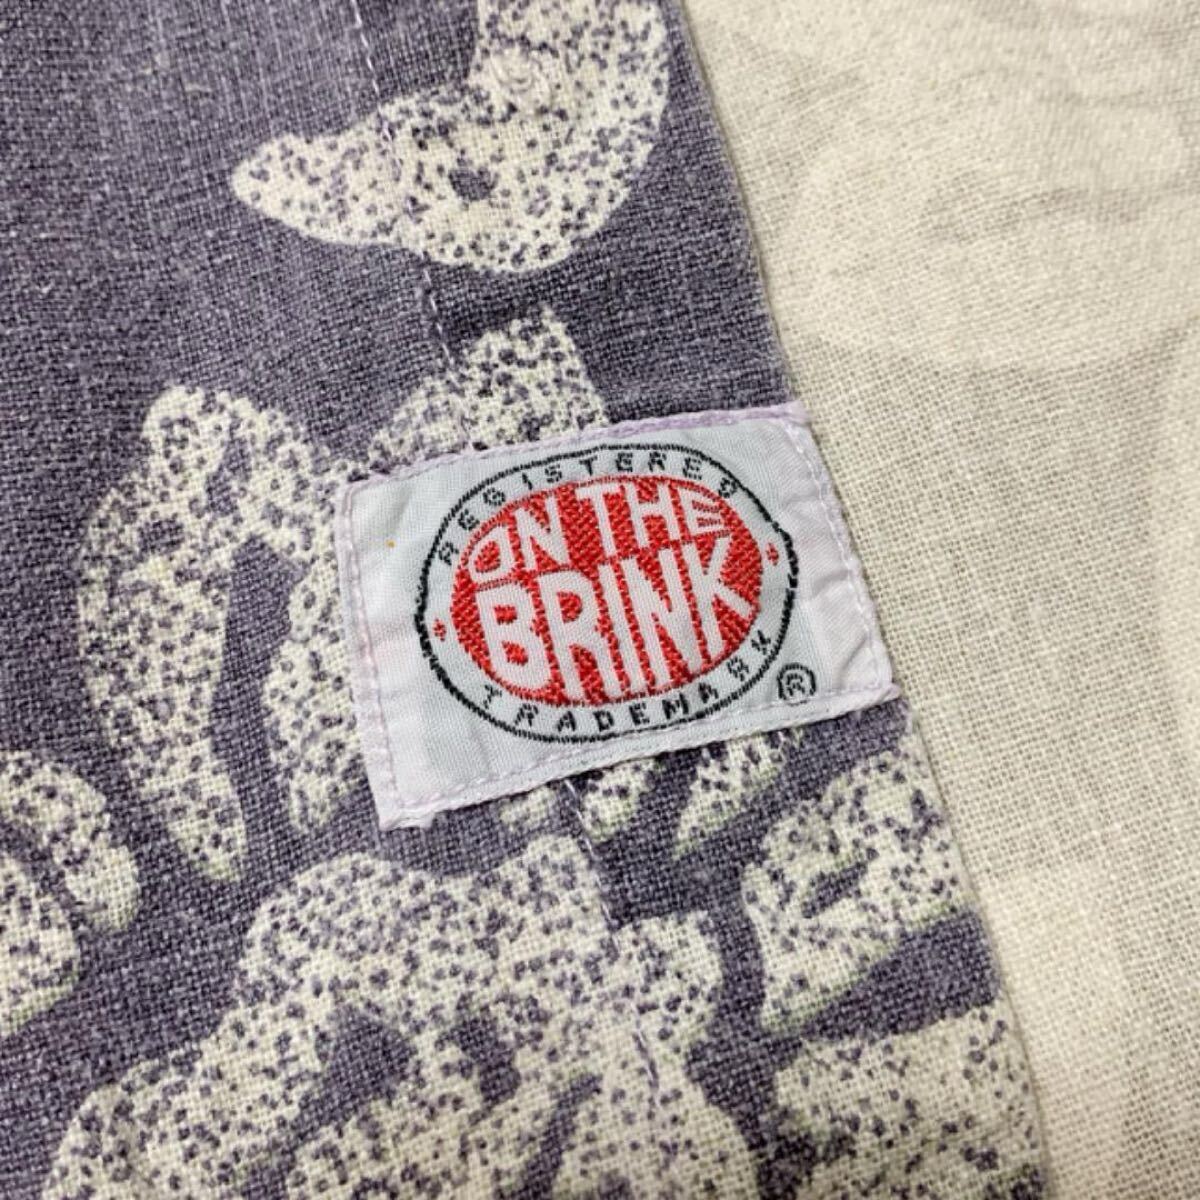 REGISTERED
ON THE
BRINK
TRADEMARK
®